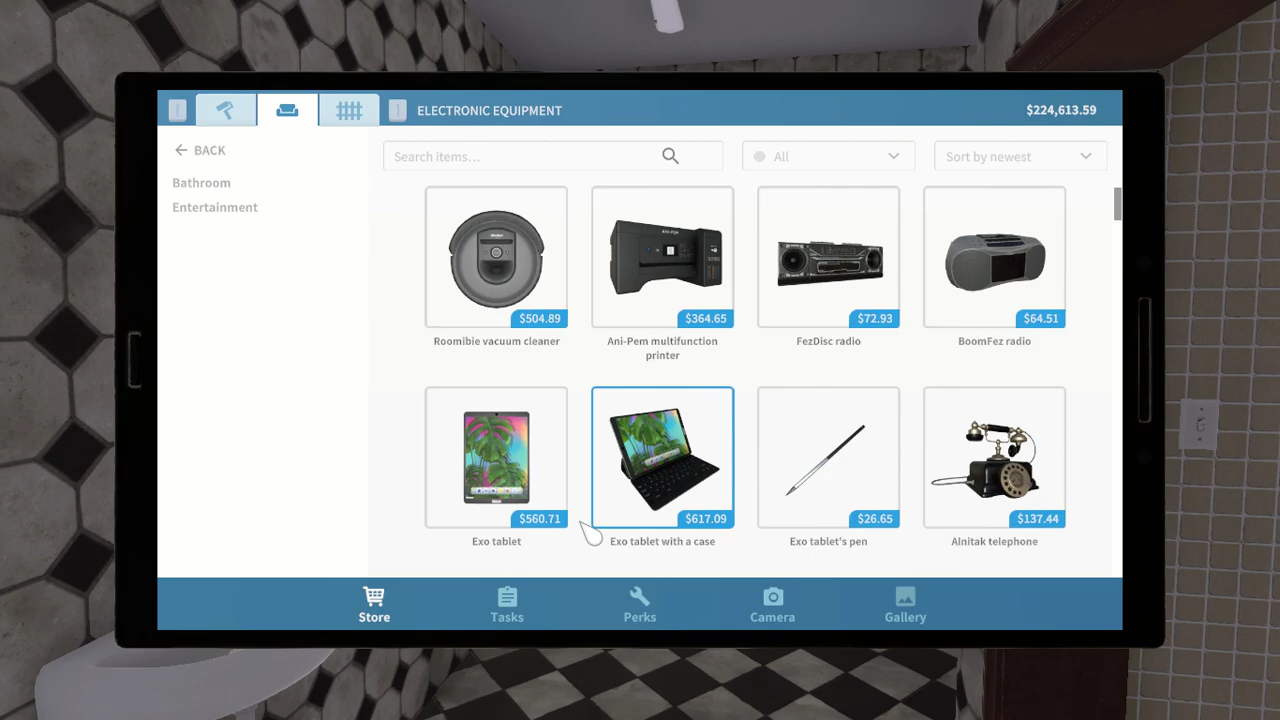 ELECTRONIC EQUIPMENT
$224,613.59
BACK
Bathroom
Entertainment
Search items...
All
Sort by newest
$504.89
$364.65
$72.93
$64.51
Roomibie vacuum cleaner
Ani-Pem multifunction
printer
FezDisc radio
BoomFez radio
$560.71
$617.09
$26.65
$137.44
Exo tablet
Exo tablet with a case
Exo tablet's pen
Alnitak telephone
Store
Tasks
Perks
Camera
Gallery